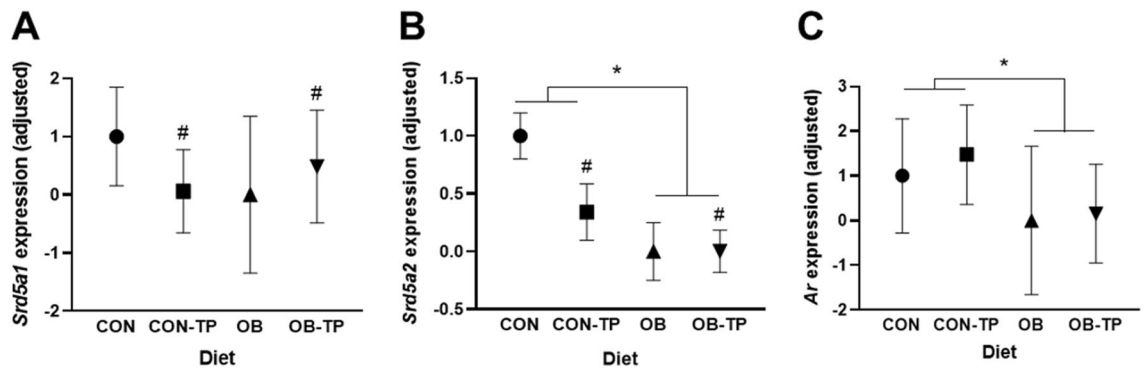 A
Srd5a1 expression (adjusted)
2
1
0
-1
-2
#
#
CON CON-TP OB OB-TP
Diet
B
Srd5a2 expression (adjusted)
1.5
1.0
0.5
0.0
-0.5
*
#
#
CON CON-TP OB OB-TP
Diet
C
Ar expression (adjusted)
3
2
1
0
-1
-2
*
CON CON-TP OB OB-TP
Diet